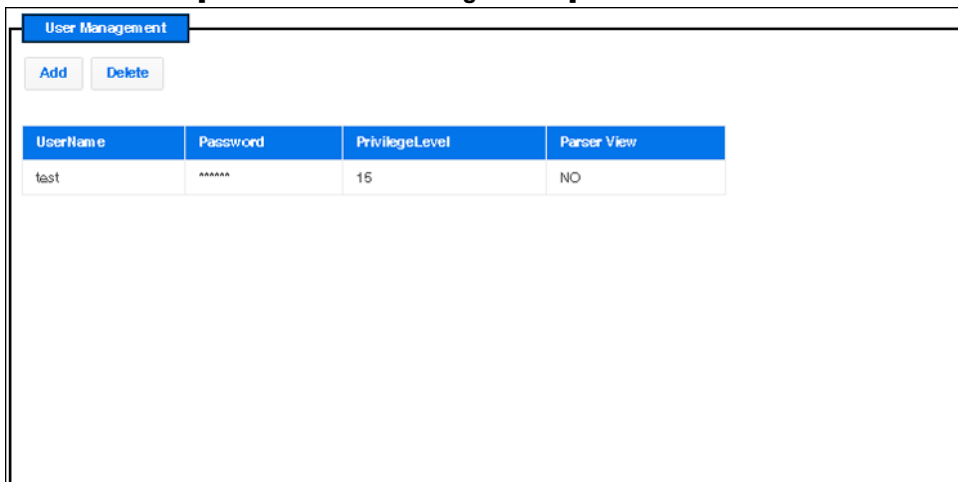 User Management
Add Delete
UserName Password PrivilegeLevel Parser View
test ^^^^^^ 15 NO